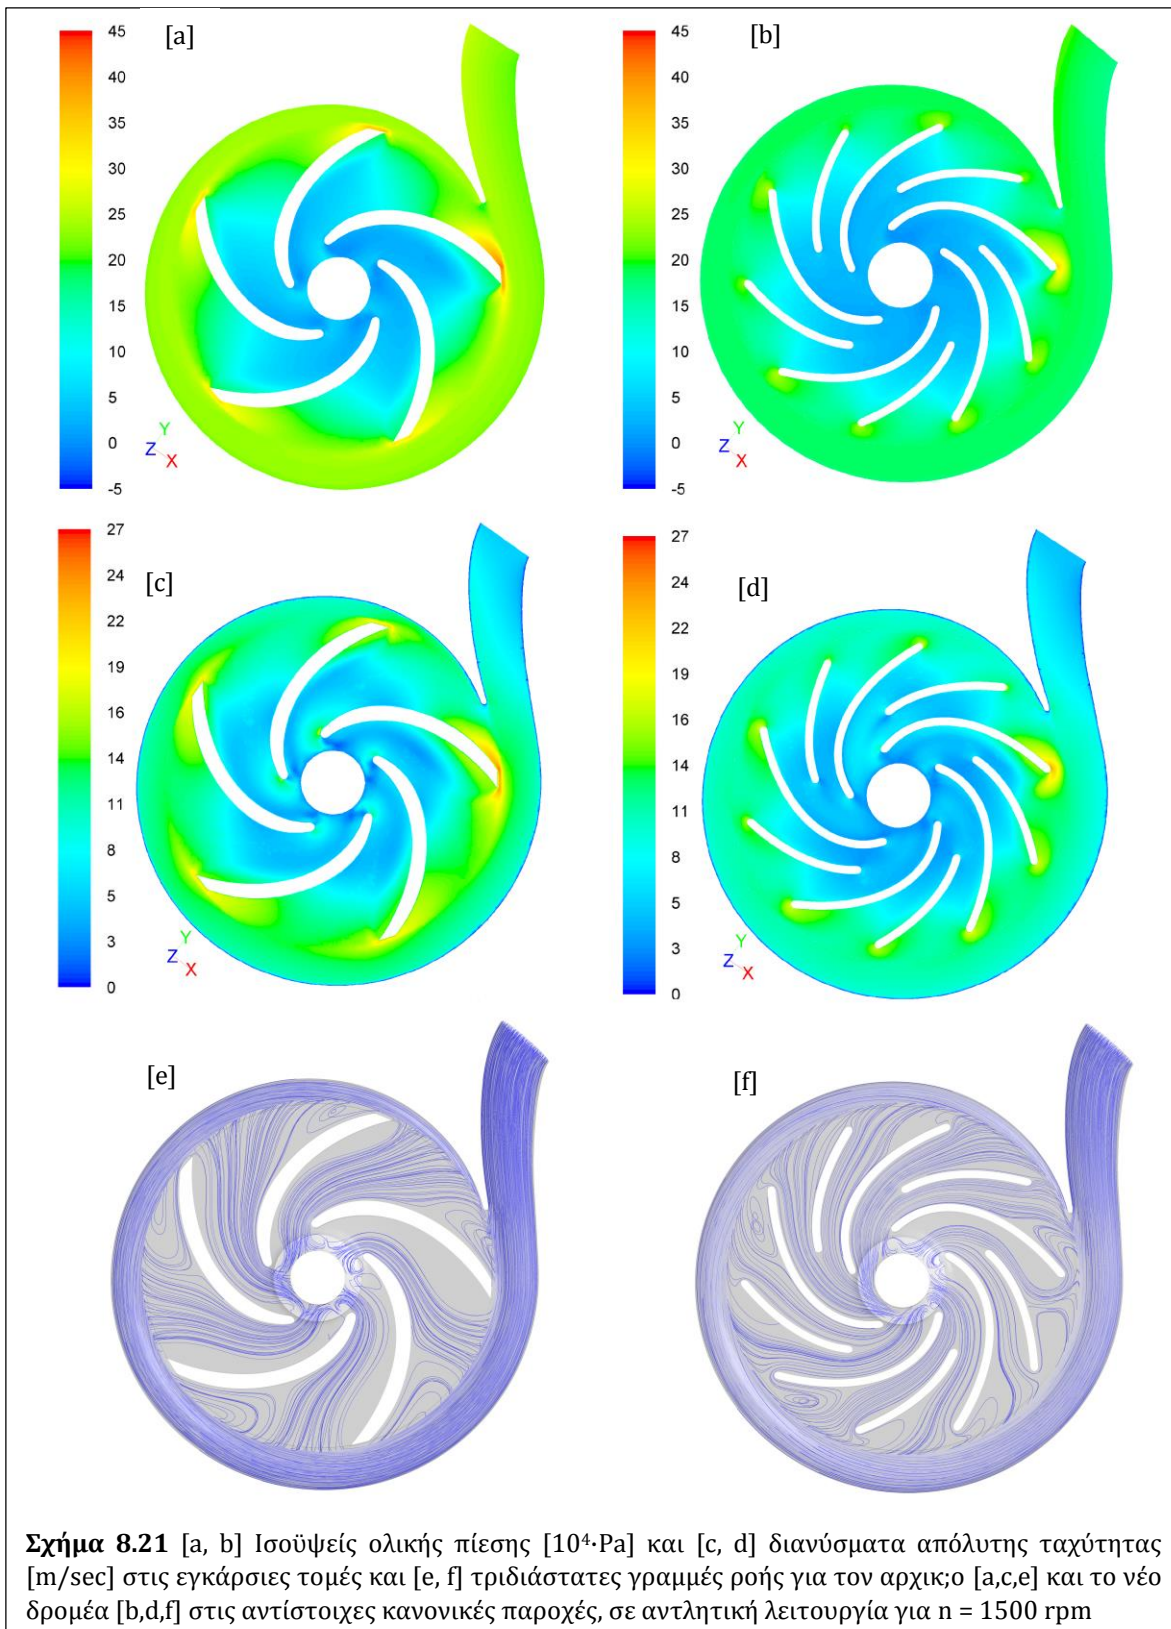 [a]
45
40
35
30
25
20
15
10
5
0
-5
Y
Z
X
[b]
45
40
35
30
25
20
15
10
5
0
-5
Y
Z
X
[c]
27
24
22
19
16
14
11
8
5
3
0
Y
Z
X
[d]
27
24
22
19
16
14
11
8
5
3
0
Y
Z
X
[e]
[f]
Σχήμα 8.21 [a, b] Ισοϋψείς ολικής πίεσης [10⁴·Pa] και [c, d] διανύσματα απόλυτης ταχύτητας
[m/sec] στις εγκάρσιες τομές και [e, f] τριδιάστατες γραμμές ροής για τον αρχικ;ο [a,c,e] και το νέο
δρομέα [b,d,f] στις αντίστοιχες κανονικές παροχές, σε αντλητική λειτουργία για n = 1500 rpm